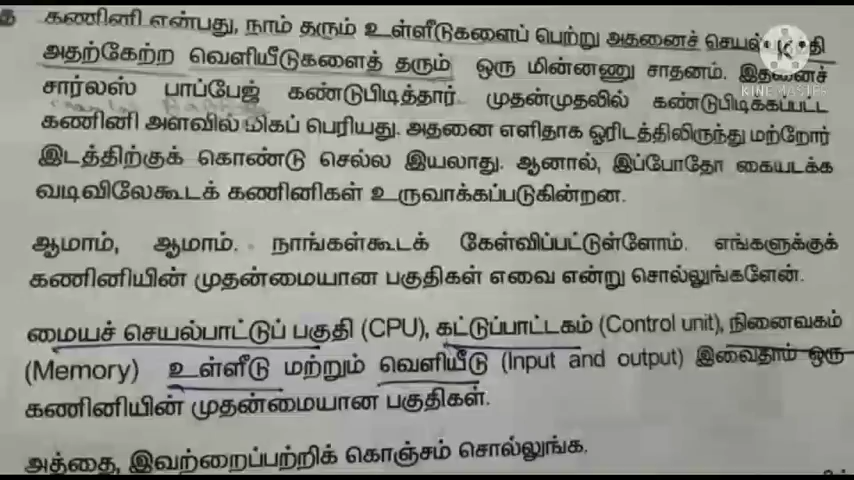 கணினி என்பது, நாம் தரும் உள்ளீடுகளைப் பெற்று அதனைச்
அதற்கேற்ற வெளியீடுகளைத் தரும் ஒரு மின்னணு சாதனம். இதனைச்
சார்லஸ் பாப்பேஜ் கண்டுபிடித்தார். முதன்முதலில் கண்டுபிடிக்கப்பட்ட
கணினி அளவில் மிகப் பெரியது. அதனை எளிதாக ஓரிடத்திலிருந்து மற்றோர்
இடத்திற்குக் கொண்டு செல்ல இயலாது. ஆனால், இப்போதோ கையடக்க
வடிவிலேகூடக் கணினிகள் உருவாக்கப்படுகின்றன.
ஆமாம், ஆமாம். நாங்கள்கூடக் கேள்விப்பட்டுள்ளோம். எங்களுக்குக்
கணினியின் முதன்மையான பகுதிகள் எவை என்று சொல்லுங்களேன்.
மையச் செயல்பாட்டுப் பகுதி (CPU), கட்டுப்பாட்டகம் (Control unit), நினைவகம்
(Memory) உள்ளீடு மற்றும் வெளியீடு (Input and output) இவைதாம் ஒரு
கணினியின் முதன்மையான பகுதிகள்.
அத்தை, இவற்றைப்பற்றிக் கொஞ்சம் சொல்லுங்க.
K
KINEMASTER